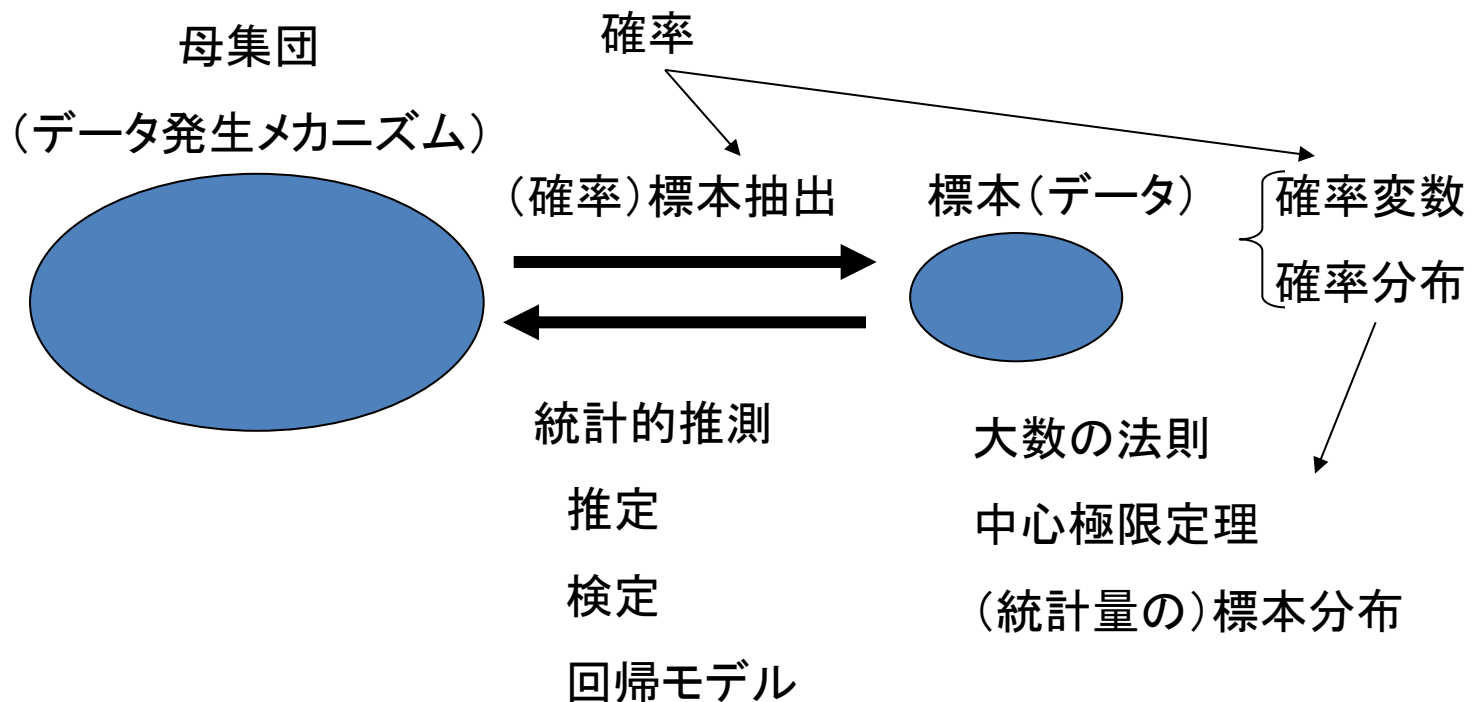 母集団
（データ発生メカニズム）
確率
（確率）標本抽出
標本（データ）
確率変数
確率分布
統計的推測
推定
検定
回帰モデル
大数の法則
中心極限定理
（統計量の）標本分布